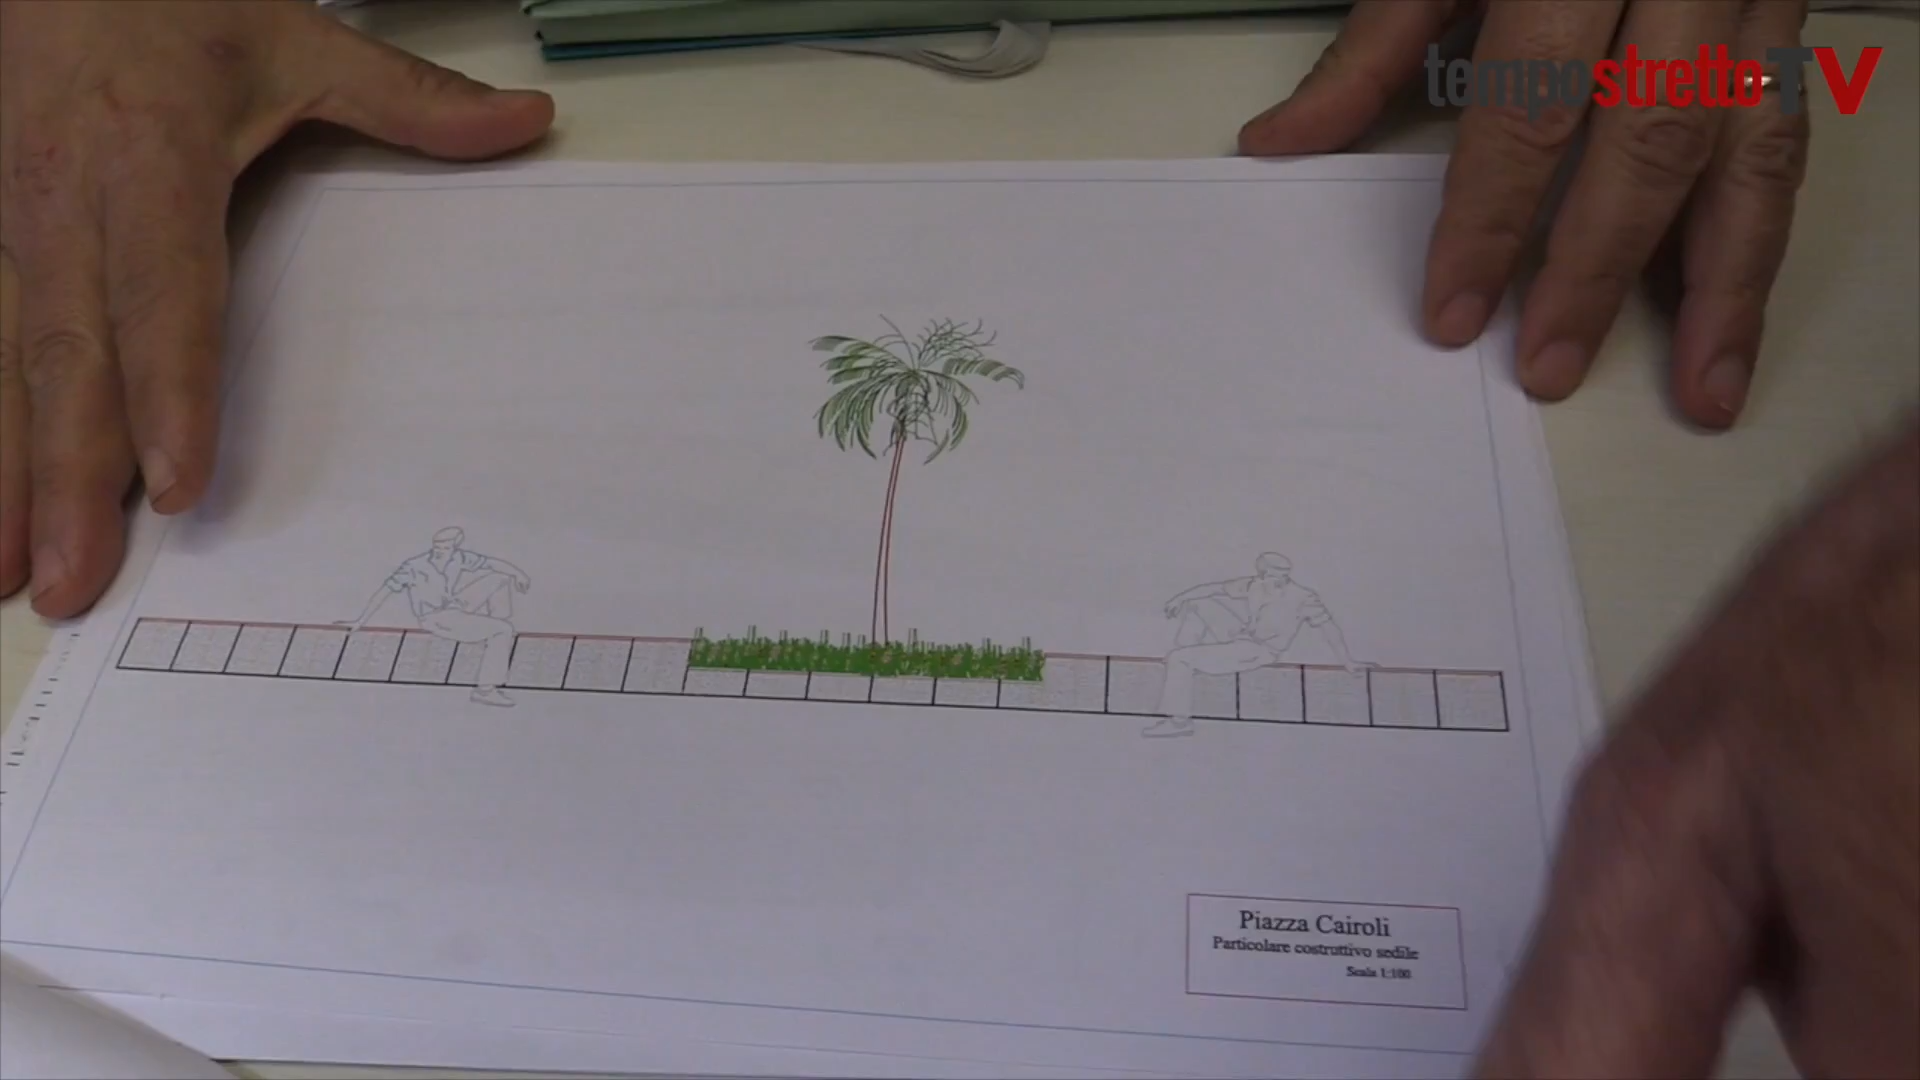 tempostrettoTV
Piazza Cairoli
Particolare costruttivo sedile
Scala 1:100